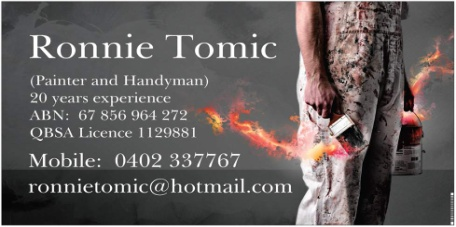 Ronnie Tomic
(Painter and Handyman)
20 years experience
ABN:  67 856 964 272
QBSA Licence 1129881
Mobile:  0402 337767
ronnietomic@hotmail.com